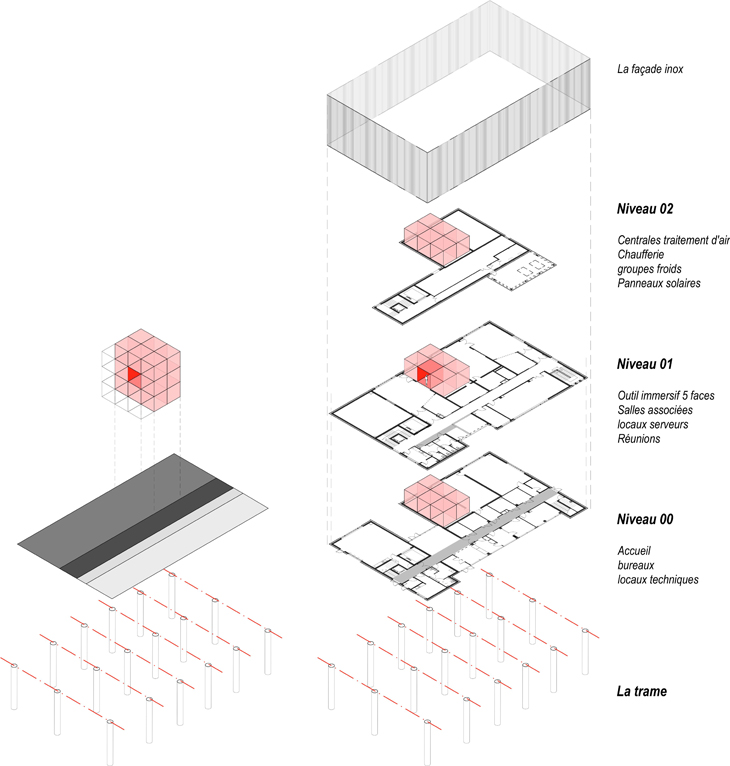 La façade inox
Niveau 02
Centrales traitement d'air
Chaufferie
groupes froids
Panneaux solaires
Niveau 01
Outil immersif 5 faces
Salles associées
locaux serveurs
Réunions
Niveau 00
Accueil
bureaux
locaux techniques
La trame